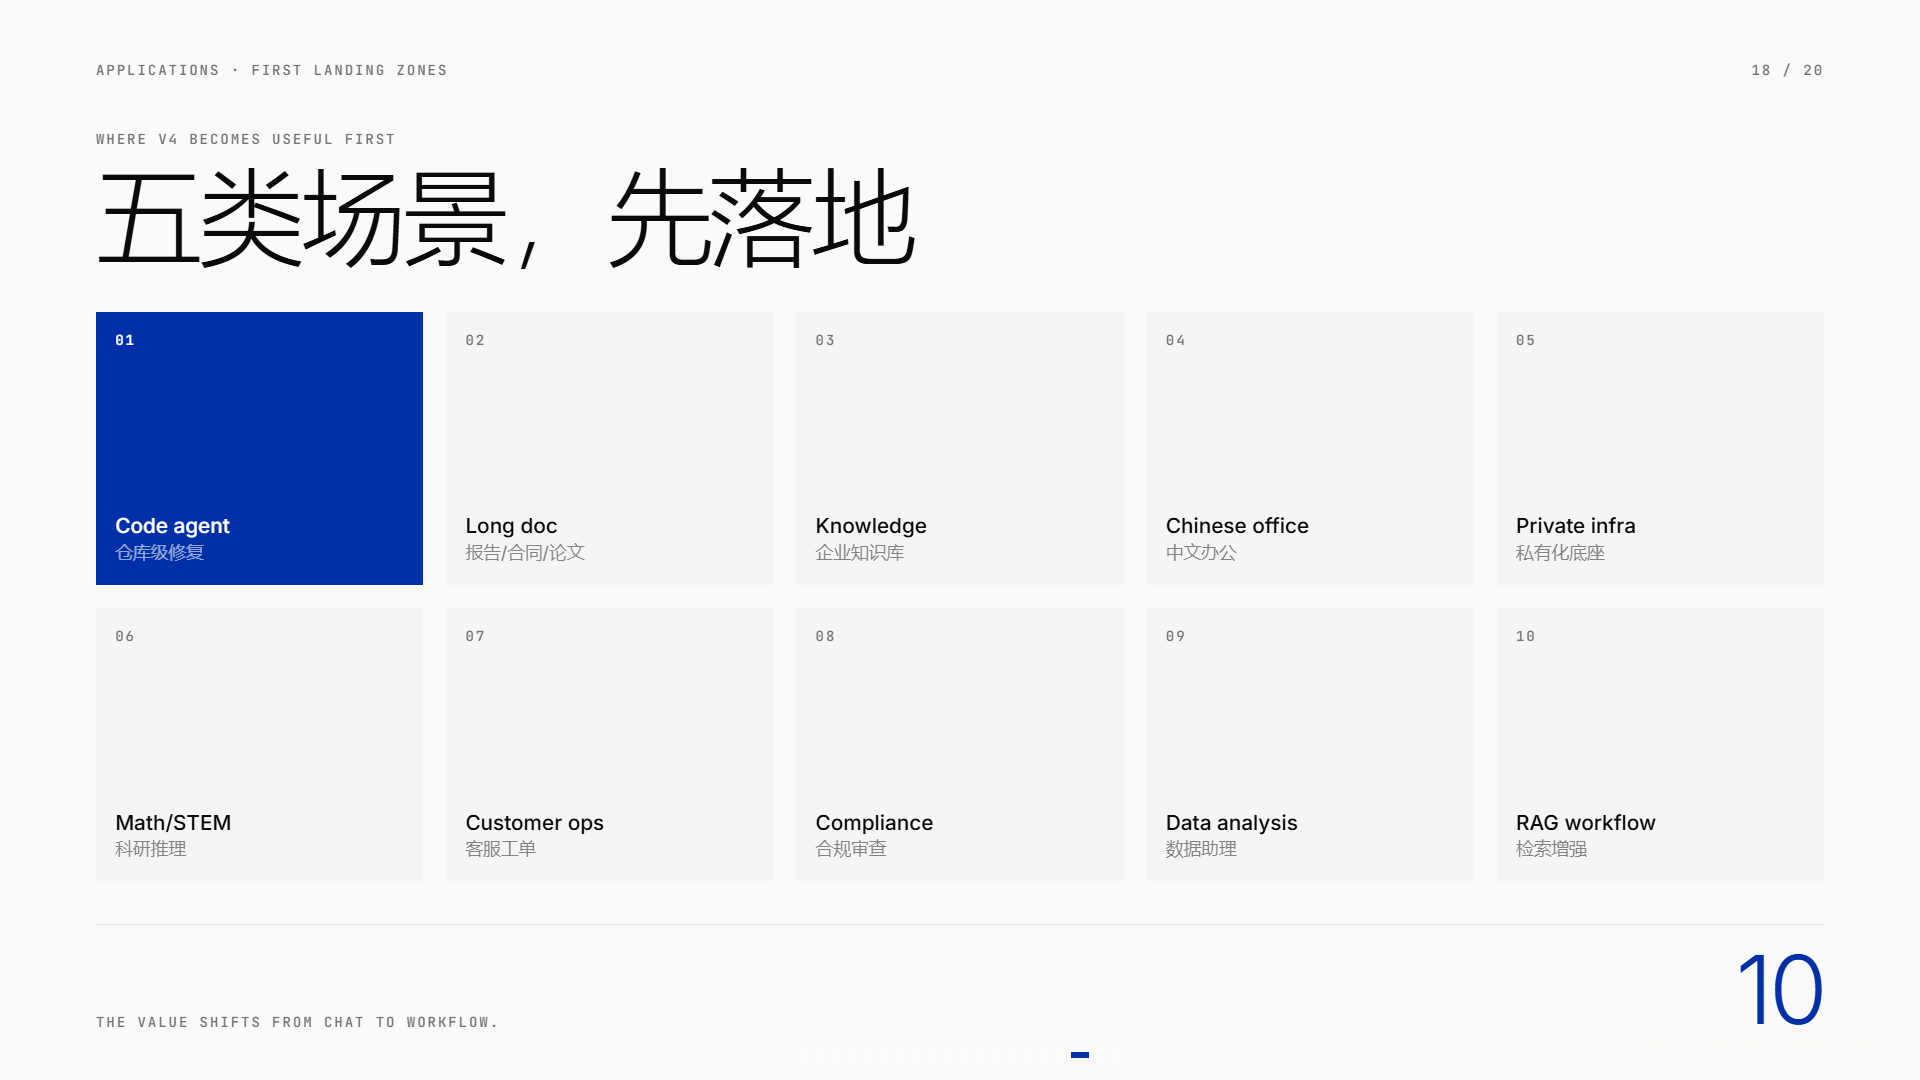 APPLICATIONS · FIRST LANDING ZONES
18 / 20
WHERE V4 BECOMES USEFUL FIRST
五类场景，先落地
01
Code agent
仓库级修复
02
Long doc
报告/合同/论文
03
Knowledge
企业知识库
04
Chinese office
中文办公
05
Private infra
私有化底座
06
Math/STEM
科研推理
07
Customer ops
客服工单
08
Compliance
合规审查
09
Data analysis
数据助理
10
RAG workflow
检索增强
THE VALUE SHIFTS FROM CHAT TO WORKFLOW.
10